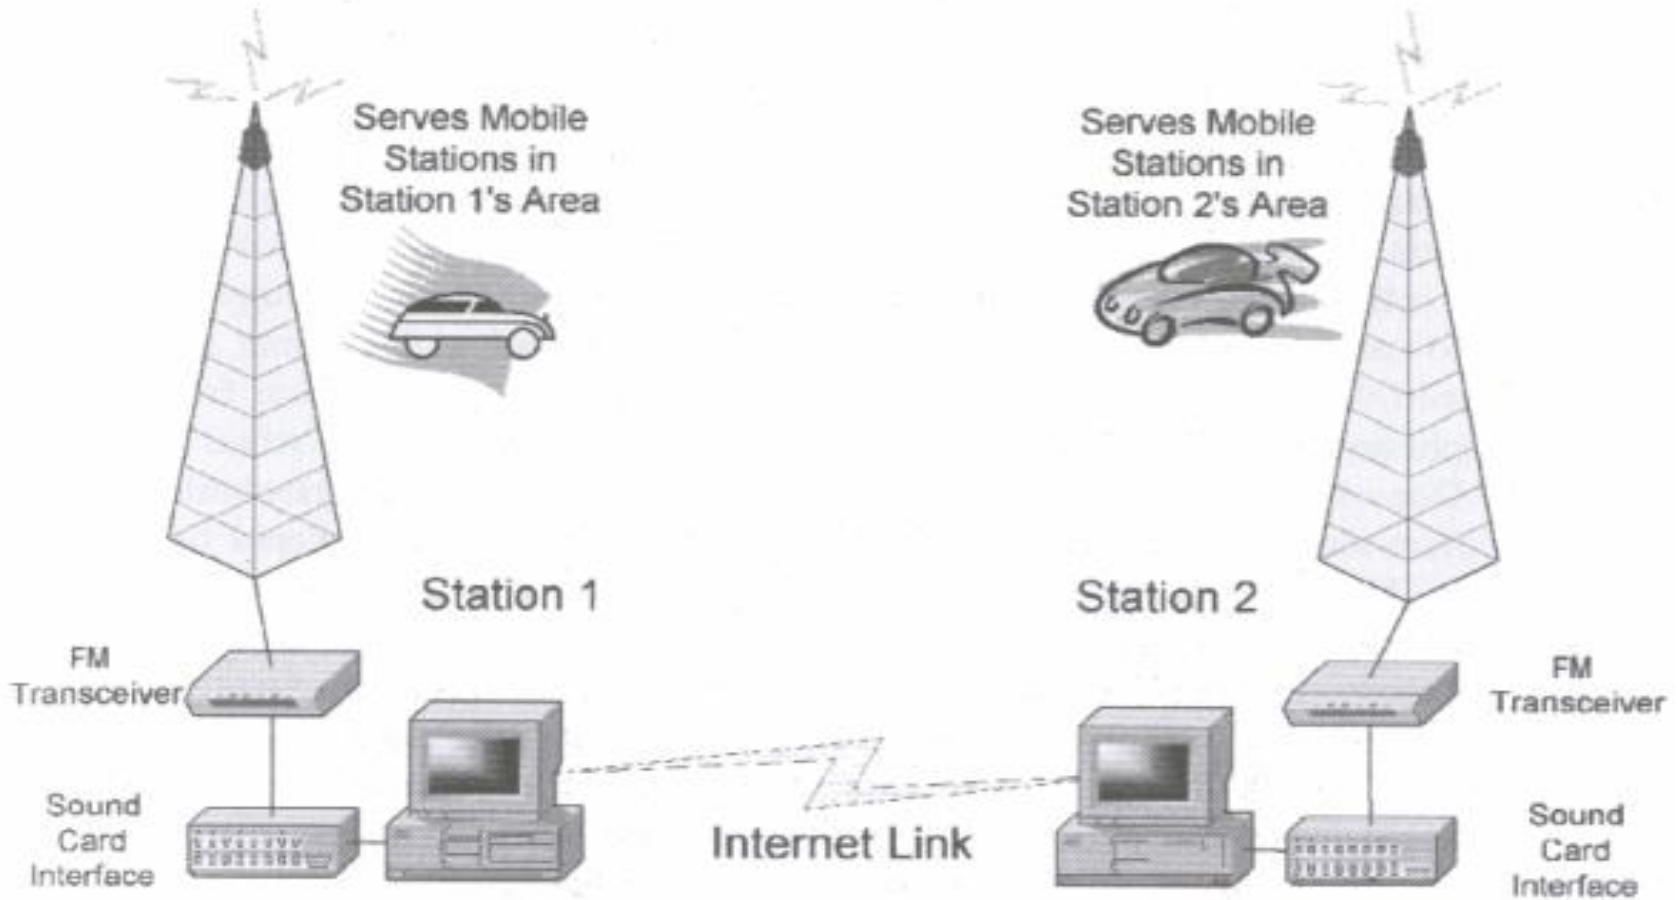 Serves Mobile
Stations in
Station 1's Area
Serves Mobile
Stations in
Station 2's Area
Station 1
Station 2
FM
Transceiver
FM
Transceiver
Sound
Card
Interface
Internet Link
Sound
Card
Interface